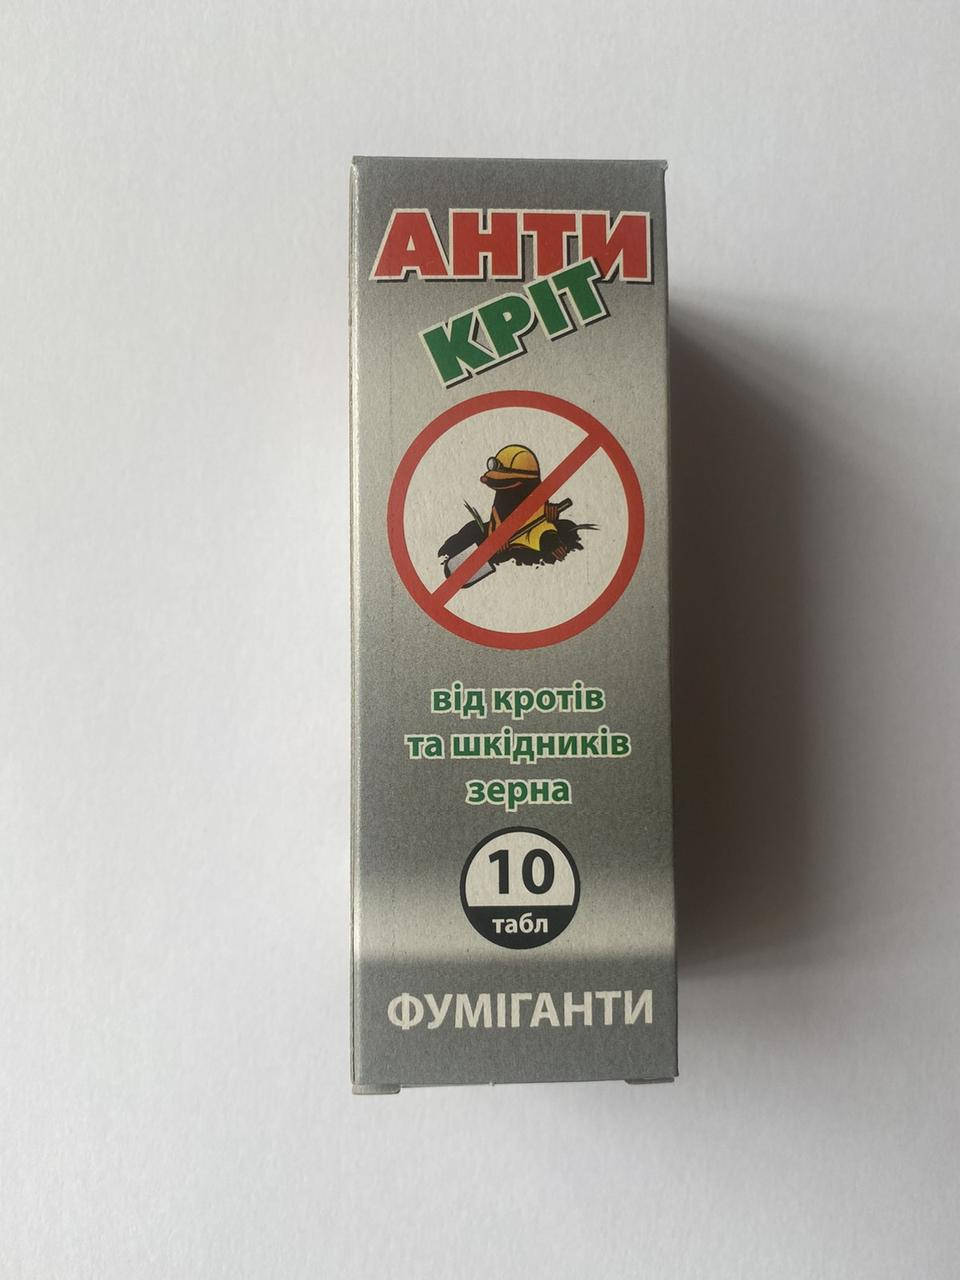 АНТИ
КРІТ
від кротів
та шкідників
зерна
10
табл
ФУМІГАНТИ